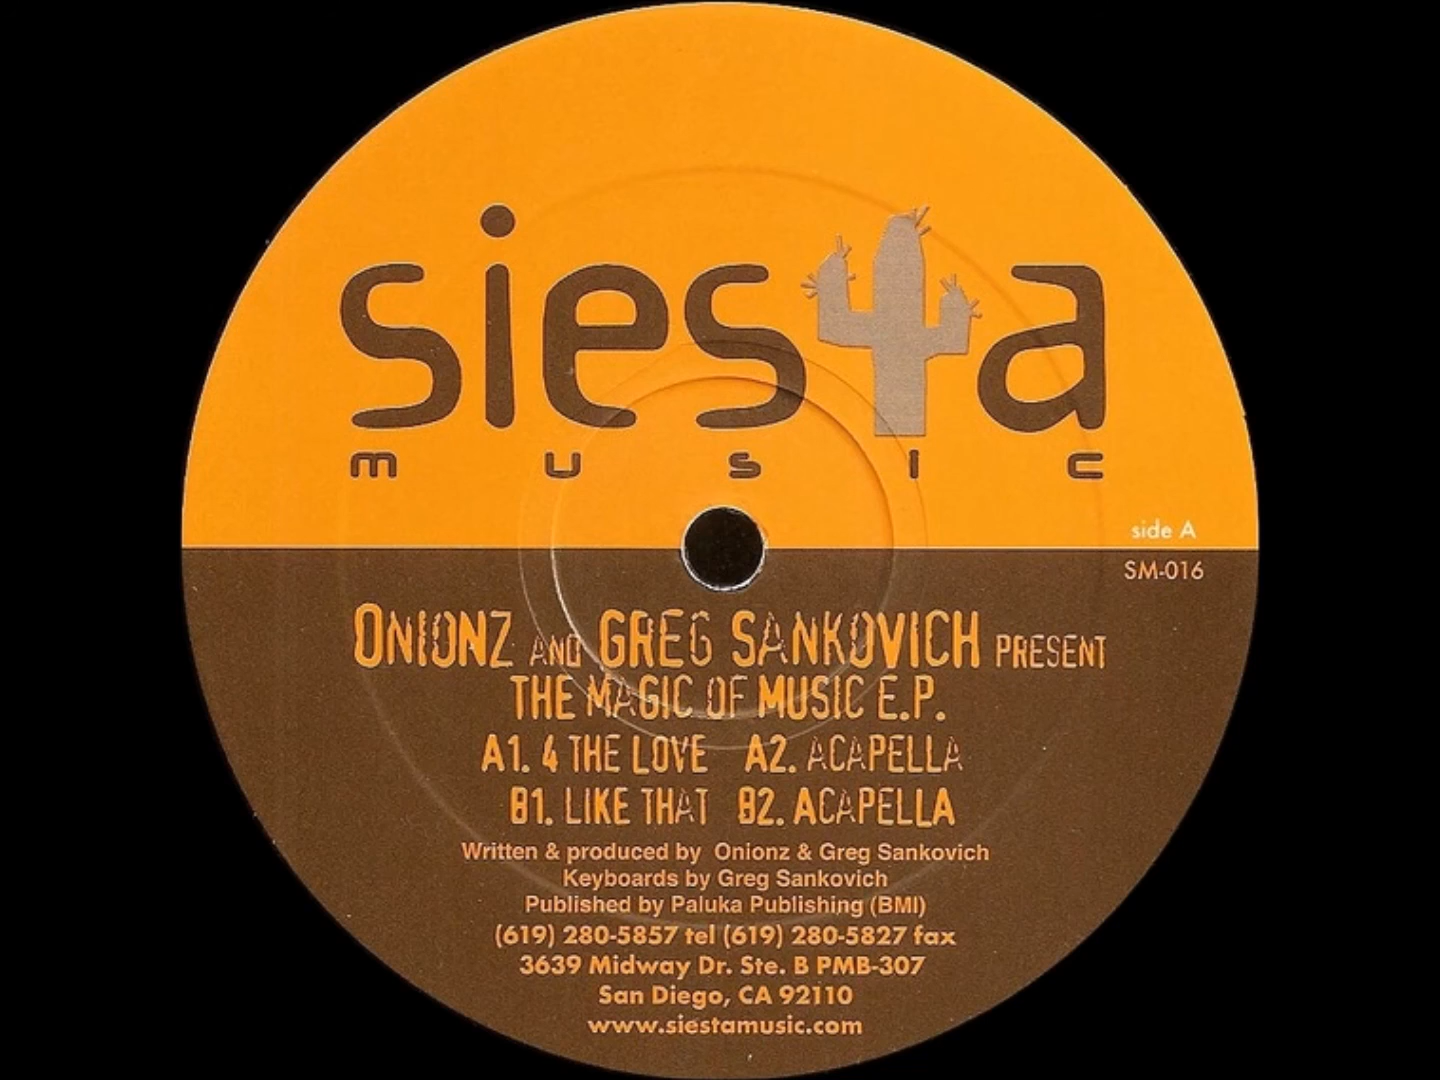 siesta
music
side A
SM-016
ONIONZ AND GREG SANKOVICH PRESENT
THE MAGIC OF MUSIC E.P.
A1. 4 THE LOVE A2. ACAPELLA
B1. LIKE THAT B2. ACAPELLA
Written & produced by Onionz & Greg Sankovich
Keyboards by Greg Sankovich
Published by Paluka Publishing (BMI)
(619) 280-5857 tel (619) 280-5827 fax
3639 Midway Dr. Ste. B PMB-307
San Diego, CA 92110
www.siestamusic.com